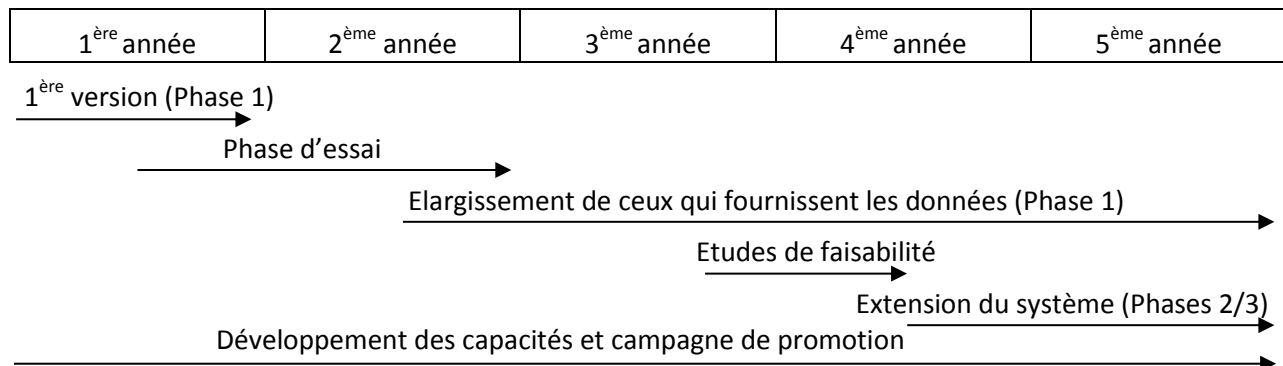 1ère année 2ème année 3ème année 4ème année 5ème année
1ère version (Phase 1)
Phase d’essai
Elargissement de ceux qui fournissent les données (Phase 1)
Etudes de faisabilité
Extension du système (Phases 2/3)
Développement des capacités et campagne de promotion